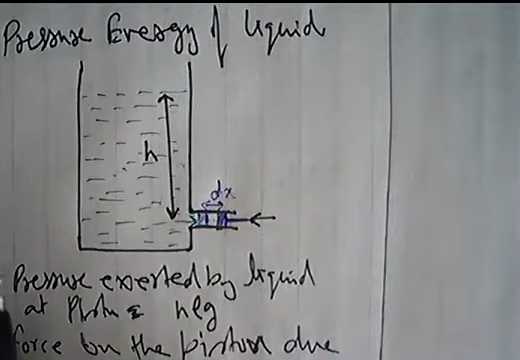 Pressure Energy of liquid
h
dx
Pressure exerted by liquid
at Piston = hρg
force on the piston due